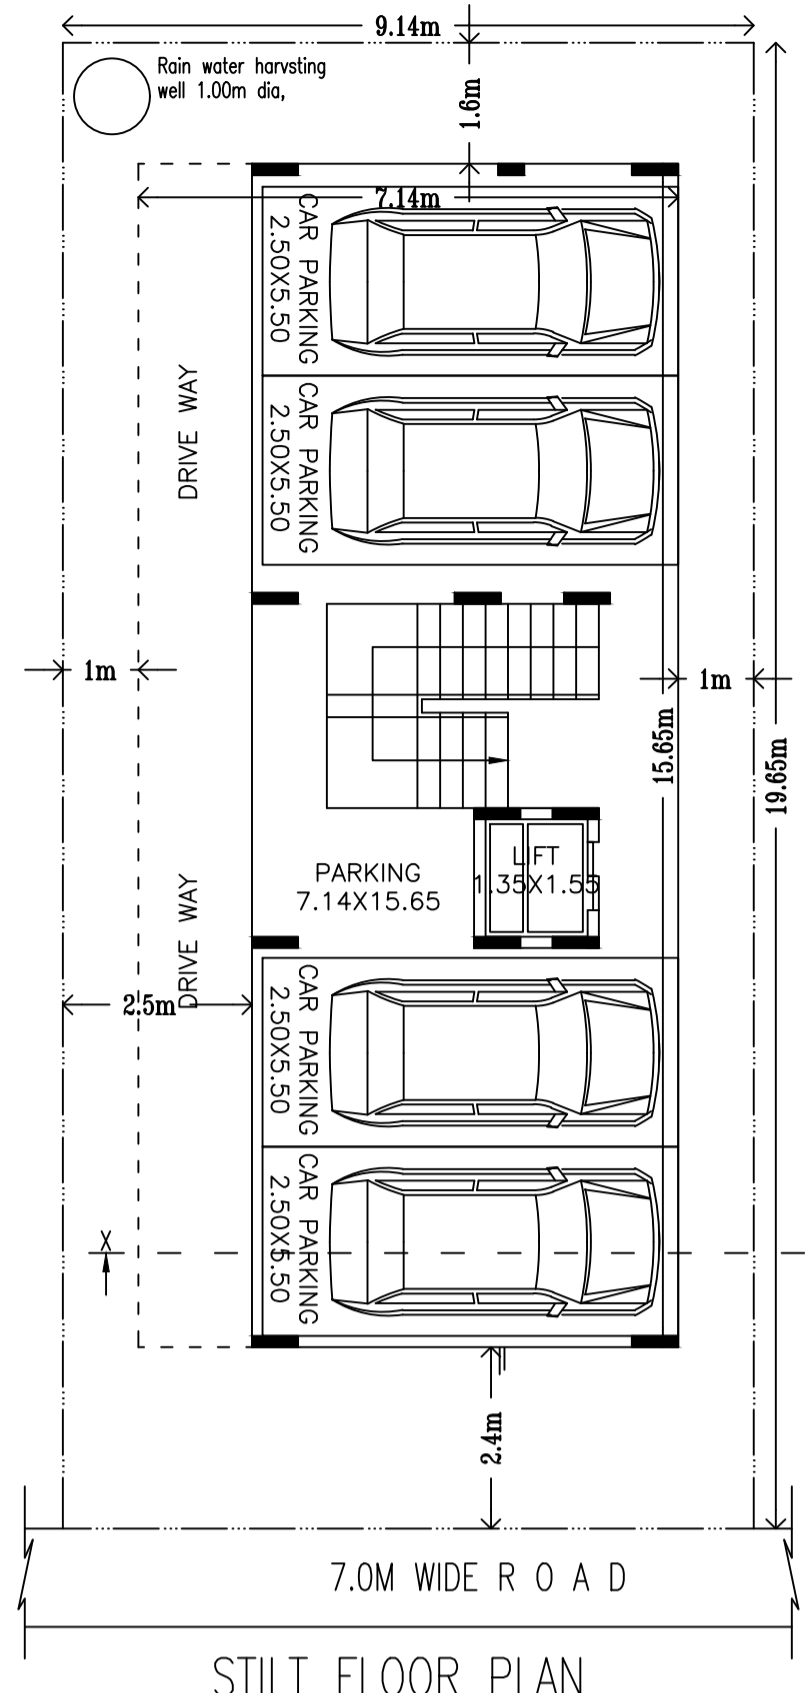 9.14m
Rain water harvsting
well 1.00m dia,
1.6m
7.14m
CAR PARKING
2.50X5.50
CAR PARKING
2.50X5.50
DRIVE WAY
1m
1m
15.65m
19.65m
PARKING
7.14X15.65
LIFT
1.35X1.55
DRIVE WAY
2.5m
CAR PARKING
2.50X5.50
CAR PARKING
2.50X5.50
X
2.4m
7.0M WIDE R O A D
STILT FLOOR PLAN